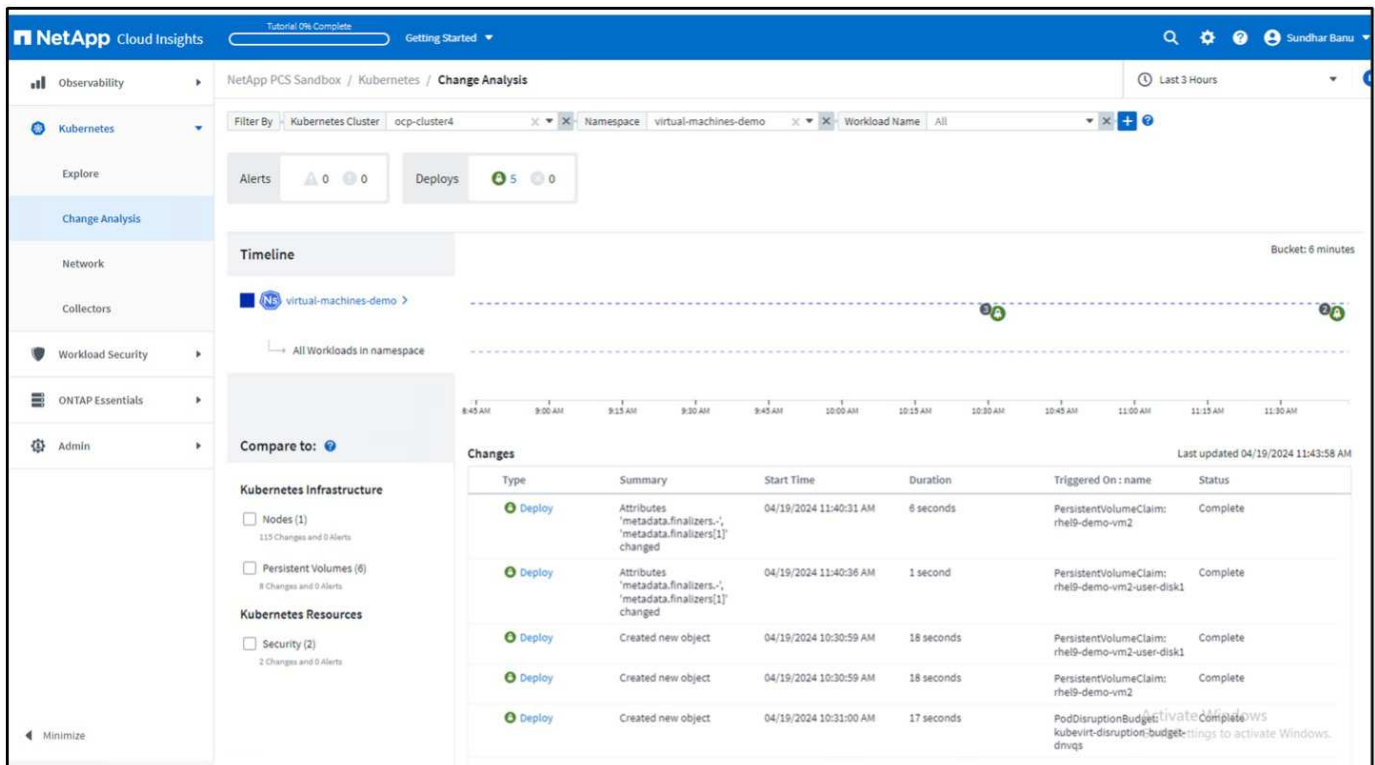 NetApp Cloud Insights
Tutorial 0% Complete
Getting Started
Sundhar Banu
Observability
Kubernetes
Explore
Change Analysis
Network
Collectors
Workload Security
ONTAP Essentials
Admin
Minimize
NetApp PCS Sandbox / Kubernetes / Change Analysis
Last 3 Hours
Filter By Kubernetes Cluster ocp-cluster4 Namespace virtual-machines-demo Workload Name All
Alerts 0 0 Deploys 5 0
Timeline
Bucket: 6 minutes
Ns virtual-machines-demo
3 2
All Workloads in namespace
8:45 AM 9:00 AM 9:15 AM 9:30 AM 9:45 AM 10:00 AM 10:15 AM 10:30 AM 10:45 AM 11:00 AM 11:15 AM 11:30 AM
Compare to:
Kubernetes Infrastructure
Nodes (1)
115 Changes and 0 Alerts
Persistent Volumes (6)
8 Changes and 0 Alerts
Kubernetes Resources
Security (2)
2 Changes and 0 Alerts
Changes
Last updated 04/19/2024 11:43:58 AM
Type Summary Start Time Duration Triggered On : name Status
Deploy Attributes 04/19/2024 11:40:31 AM 6 seconds PersistentVolumeClaim: Complete
'metadata.finalizers.-', rhel9-demo-vm2
'metadata.finalizers[1]'
changed
Deploy Attributes 04/19/2024 11:40:36 AM 1 second PersistentVolumeClaim: Complete
'metadata.finalizers.-', rhel9-demo-vm2-user-disk1
'metadata.finalizers[1]'
changed
Deploy Created new object 04/19/2024 10:30:59 AM 18 seconds PersistentVolumeClaim: Complete
rhel9-demo-vm2-user-disk1
Deploy Created new object 04/19/2024 10:30:59 AM 18 seconds PersistentVolumeClaim: Complete
rhel9-demo-vm2
Deploy Created new object 04/19/2024 10:31:00 AM 17 seconds PodDisruptionBudget: Complete
kubevirt-disruption-budget-
dnvqs
Activate Windows
settings to activate Windows.